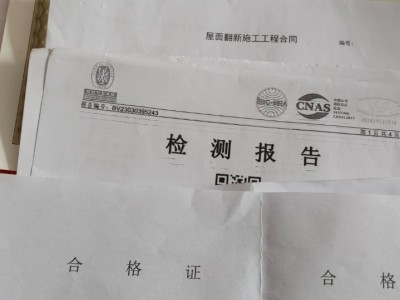 屋面翻新施工工程合同
编号:
CNAS
报告编号: BV23030395243
第1页共4页
检测报告
合格证
合格